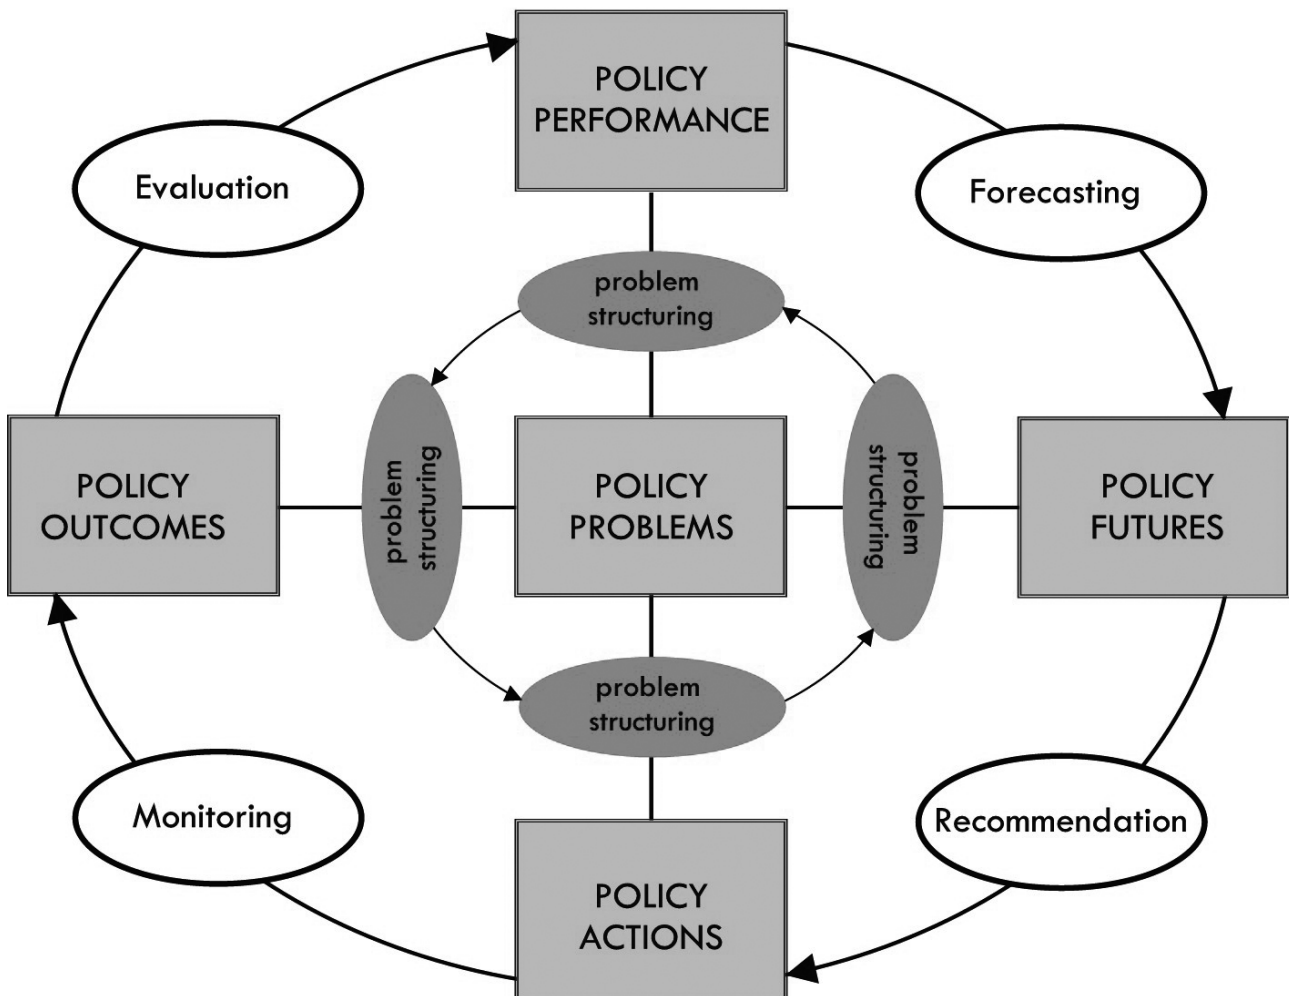 POLICY
PERFORMANCE
Evaluation
Forecasting
problem
structuring
POLICY
OUTCOMES
problem
structuring
POLICY
PROBLEMS
problem
structuring
POLICY
FUTURES
problem
structuring
Monitoring
Recommendation
POLICY
ACTIONS